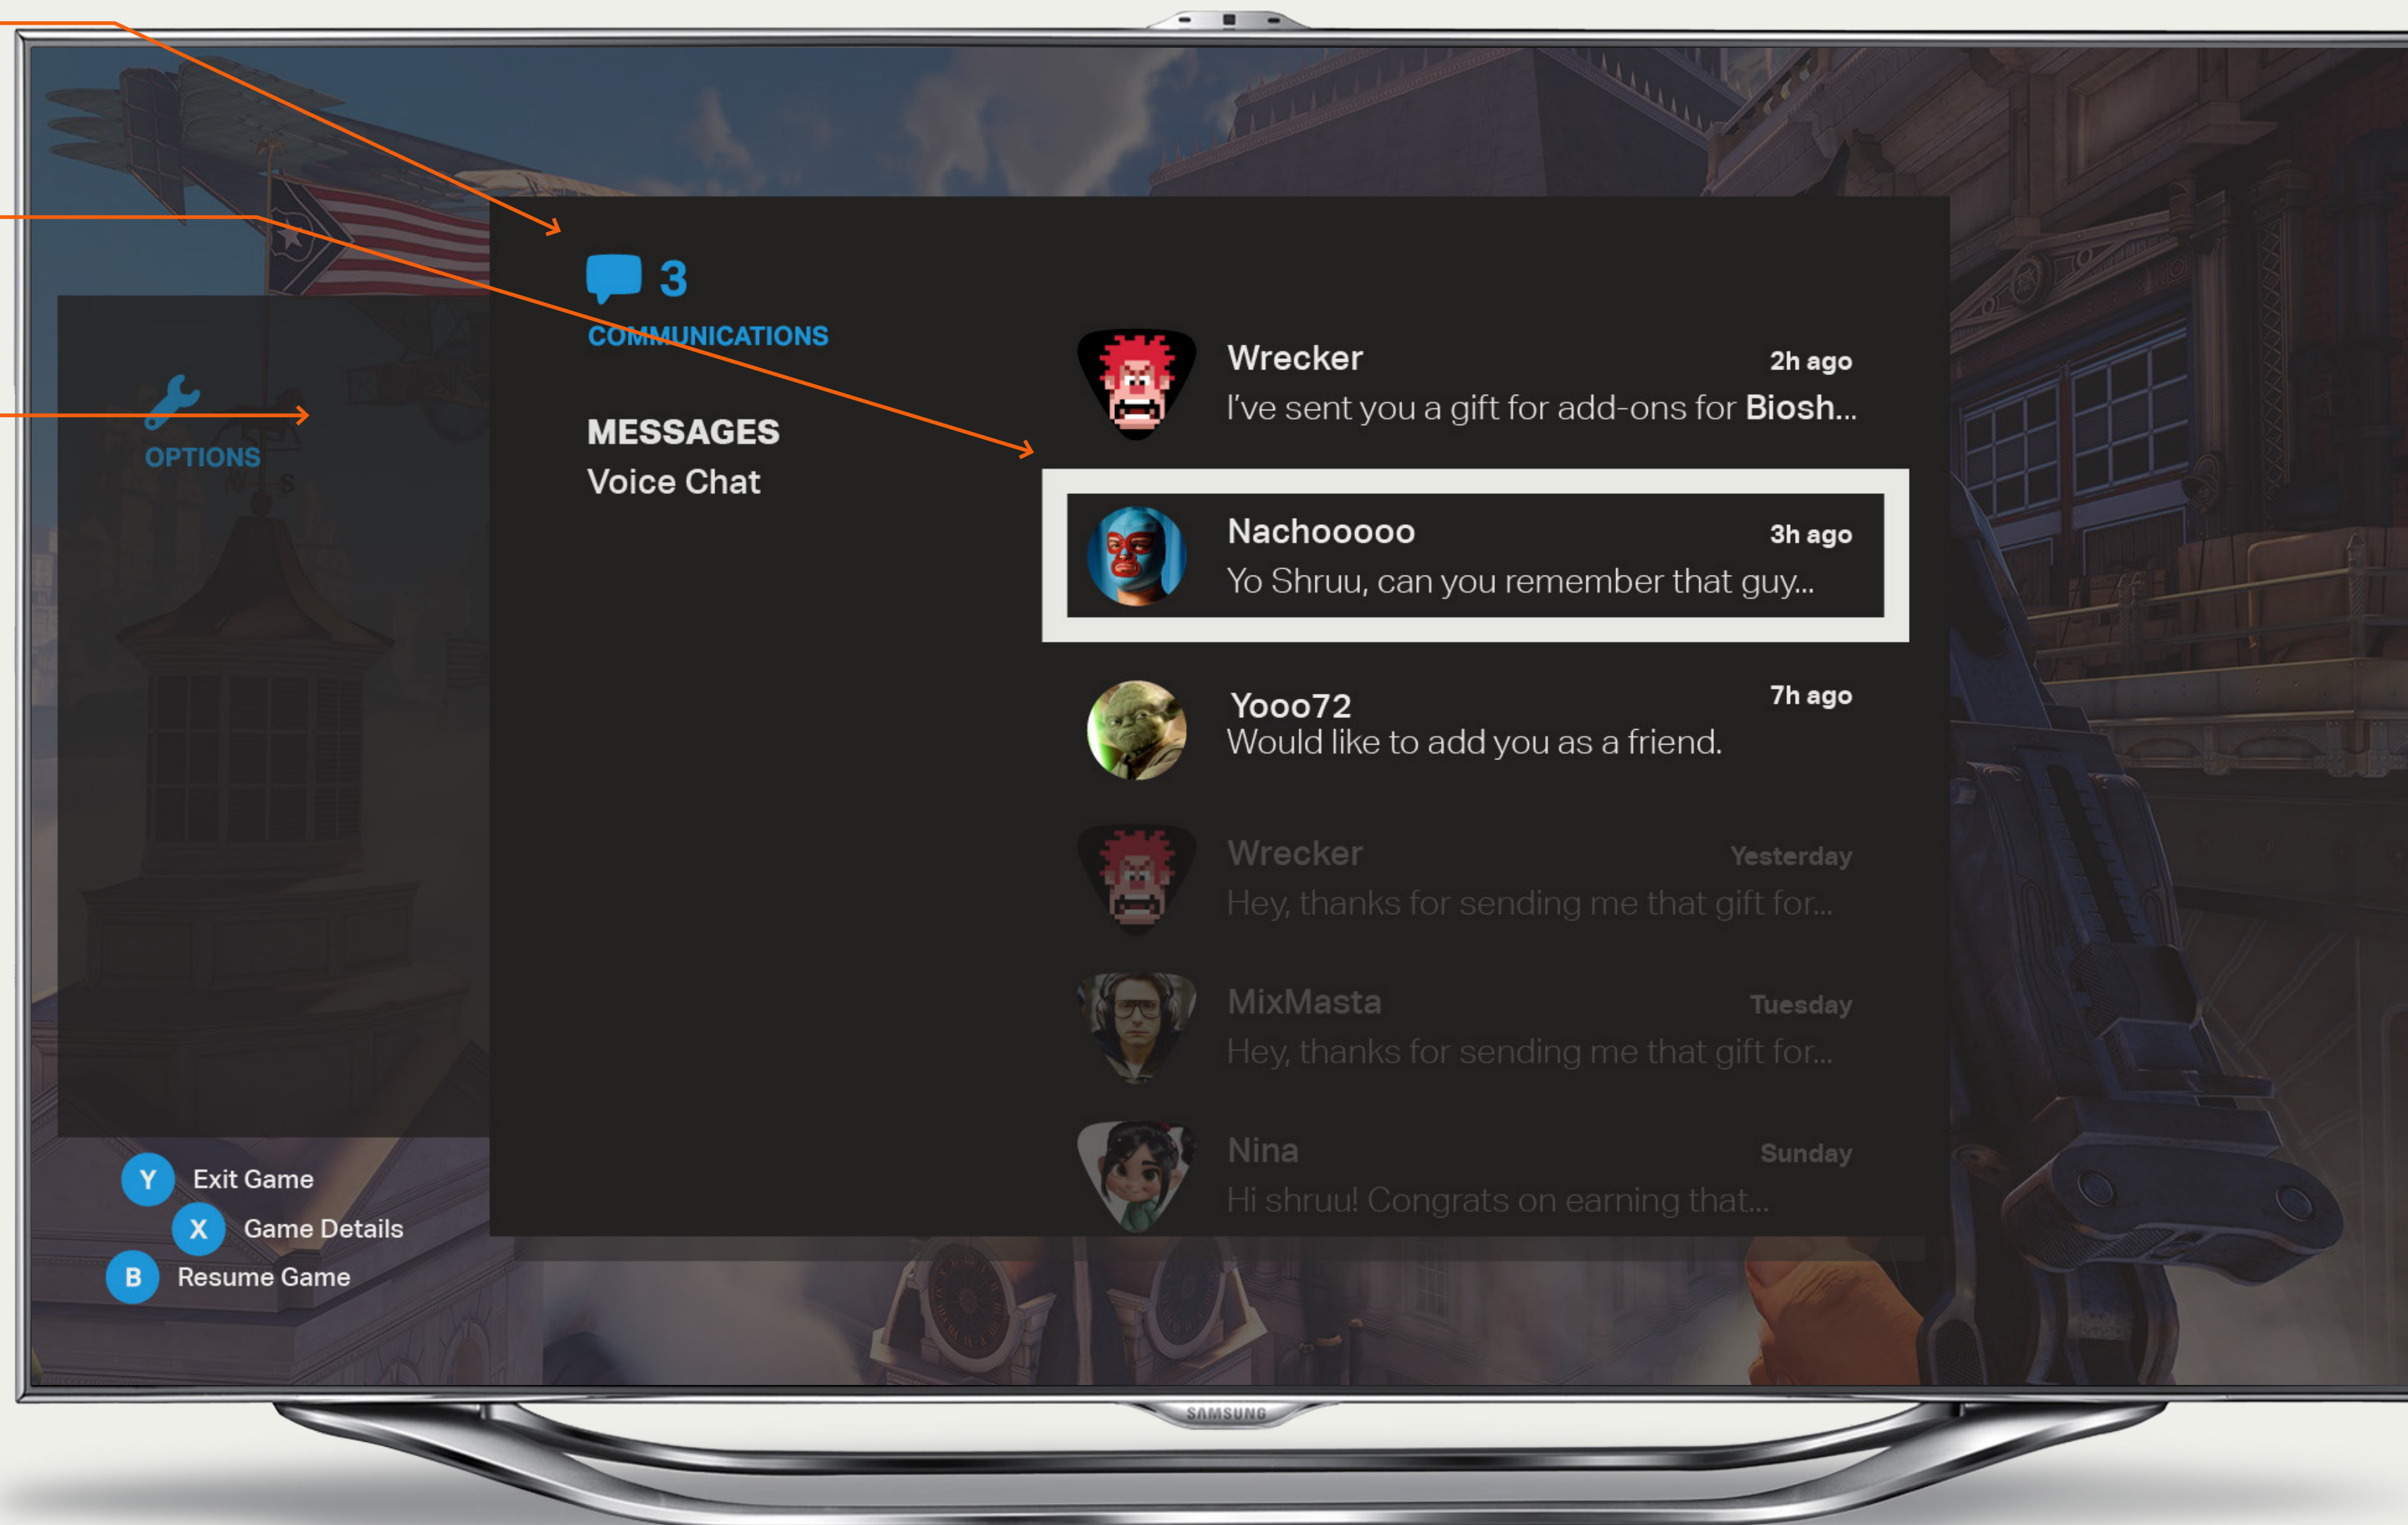 3
COMMUNICATIONS
MESSAGES
Voice Chat
OPTIONS
N S
Wrecker 2h ago
I've sent you a gift for add-ons for Biosh...
Nachooooo 3h ago
Yo Shruu, can you remember that guy...
Yooo72 7h ago
Would like to add you as a friend.
Wrecker Yesterday
Hey, thanks for sending me that gift for...
MixMasta Tuesday
Hey, thanks for sending me that gift for...
Nina Sunday
Hi shruu! Congrats on earning that...
Y Exit Game
X Game Details
B Resume Game
SAMSUNG